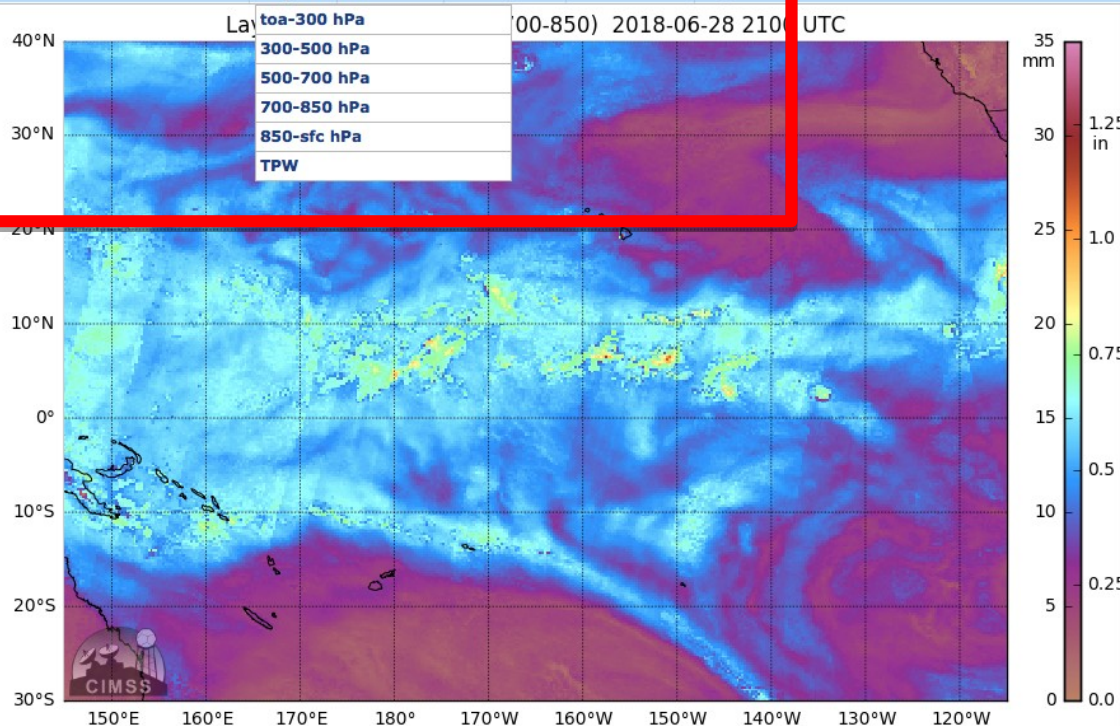 toa-300 hPa
Lay 00-850) 2018-06-28 2100 UTC
300-500 hPa
500-700 hPa
700-850 hPa
850-sfc hPa
TPW
40°N
30°N
20°N
10°N
0°
10°S
20°S
30°S
150°E 160°E 170°E 180° 170°W 160°W 150°W 140°W 130°W 120°W
35
mm
30
25
20
15
10
5
0
1.25
in
1.0
0.75
0.5
0.25
0.0
CIMSS